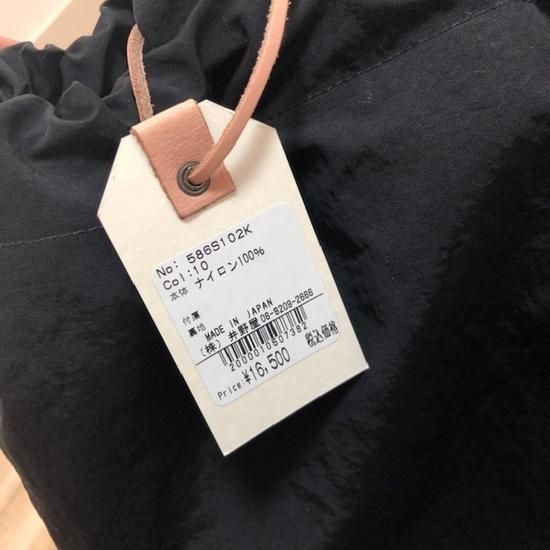 No: 586S102K
Col:10
本体 ナイロン100%
付属
裏地
MADE IN JAPAN
(株) 井野屋 06-6209-2666
2000010507382
Price: ¥16,500 税込価格